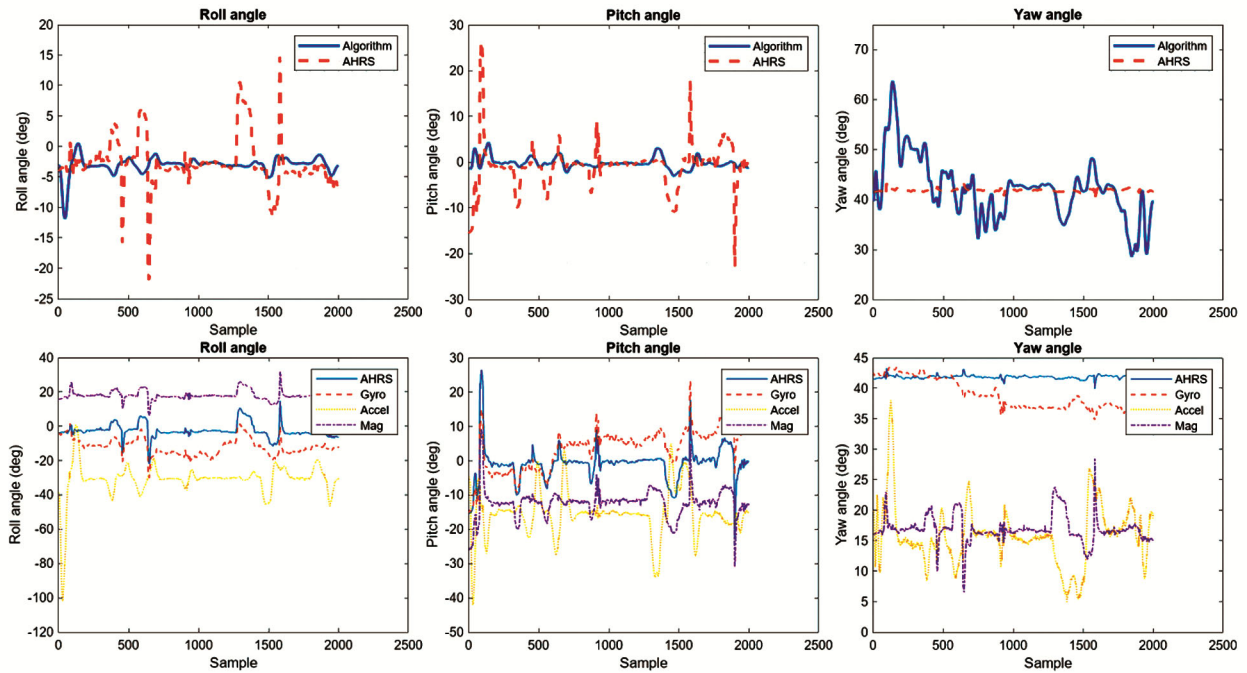 Roll angle
20
15
10
5
0
-5
-10
-15
-20
-25
Roll angle (deg)
Algorithm
AHRS
0 500 1000 1500 2000 2500
Sample
Pitch angle
30
20
10
0
-10
-20
-30
Pitch angle (deg)
Algorithm
AHRS
0 500 1000 1500 2000 2500
Sample
Yaw angle
70
60
50
40
30
20
Yaw angle (deg)
Algorithm
AHRS
0 500 1000 1500 2000 2500
Sample
Roll angle
40
20
0
-20
-40
-60
-80
-100
-120
Roll angle (deg)
AHRS
Gyro
Accel
Mag
0 500 1000 1500 2000 2500
Sample
Pitch angle
30
20
10
0
-10
-20
-30
-40
-50
Pitch angle (deg)
AHRS
Gyro
Accel
Mag
0 500 1000 1500 2000 2500
Sample
Yaw angle
45
40
35
30
25
20
15
10
5
0
Yaw angle (deg)
AHRS
Gyro
Accel
Mag
0 500 1000 1500 2000 2500
Sample